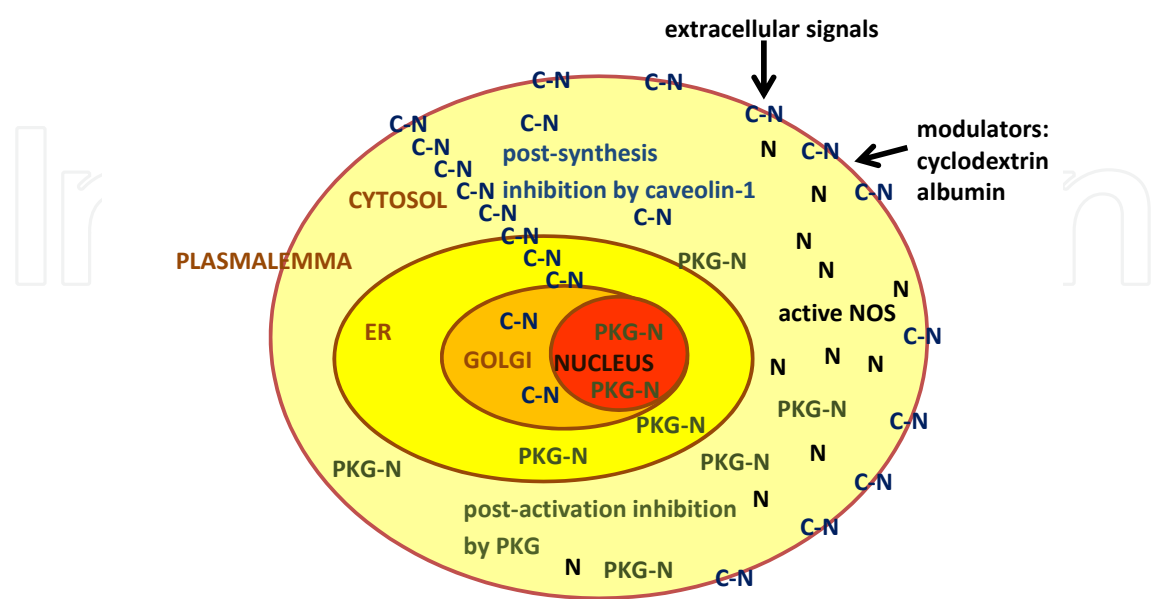 extracellular signals
C-N
C-N
C-N
C-N
C-N
modulators:
cyclodextrin
albumin
C-N
N
C-N
post-synthesis
C-N
C-N
inhibition by caveolin-1
N
C-N
CYTOSOL
C-N
C-N
C-N
N
PLASMALEMMA
C-N
PKG-N
N
C-N
N
active NOS
C-N
PKG-N
C-N
ER
GOLGI
NUCLEUS
N
N
N
C-N
PKG-N
PKG-N
C-N
PKG-N
PKG-N
N
PKG-N
PKG-N
C-N
N
post-activation inhibition
by PKG
C-N
N
PKG-N
C-N